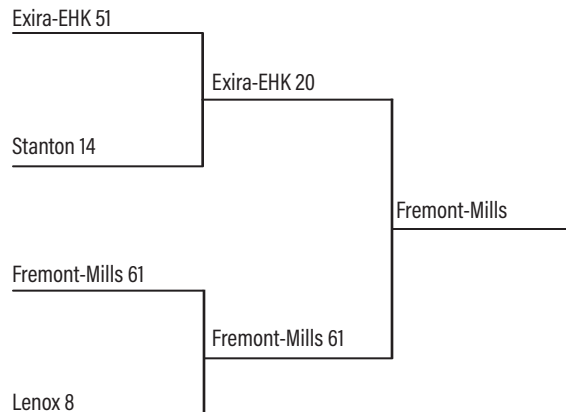 Exira-EHK 51
Exira-EHK 20
Stanton 14
Fremont-Mills
Fremont-Mills 61
Fremont-Mills 61
Lenox 8